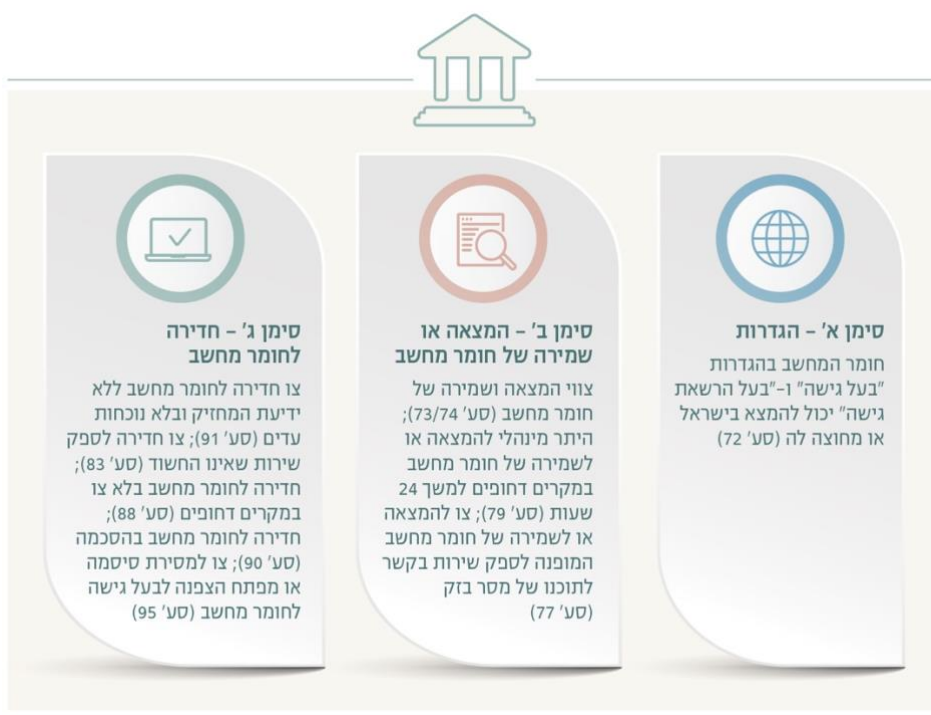 סימן א' – הגדרות
חומר המחשב בהגדרות
"בעל גישה" ו-"בעל הרשאת
גישה" יכול להמצא בישראל
או מחוצה לה (סע' 72)
סימן ב' – המצאה או
שמירה של חומר מחשב
צווי המצאה ושמירה של
חומר מחשב (סע' 73/74);
היתר מינהלי להמצאה או
לשמירה של חומר מחשב
במקרים דחופים למשך 24
שעות (סע' 79); צו להמצאה
או לשמירה של חומר מחשב
המופנה לספק שירות בקשר
לתוכנו של מסר בזק
(סע' 77)
סימן ג' – חדירה
לחומר מחשב
צו חדירה לחומר מחשב ללא
ידיעת המחזיק ובלא נוכחות
עדים (סע' 91); צו חדירה לספק
שירות שאינו החשוד (סע' 83);
חדירה לחומר מחשב בלא צו
במקרים דחופים (סע' 88);
חדירה לחומר מחשב בהסכמה
(סע' 90); צו למסירת סיסמה
או מפתח הצפנה לבעל גישה
לחומר מחשב (סע' 95)